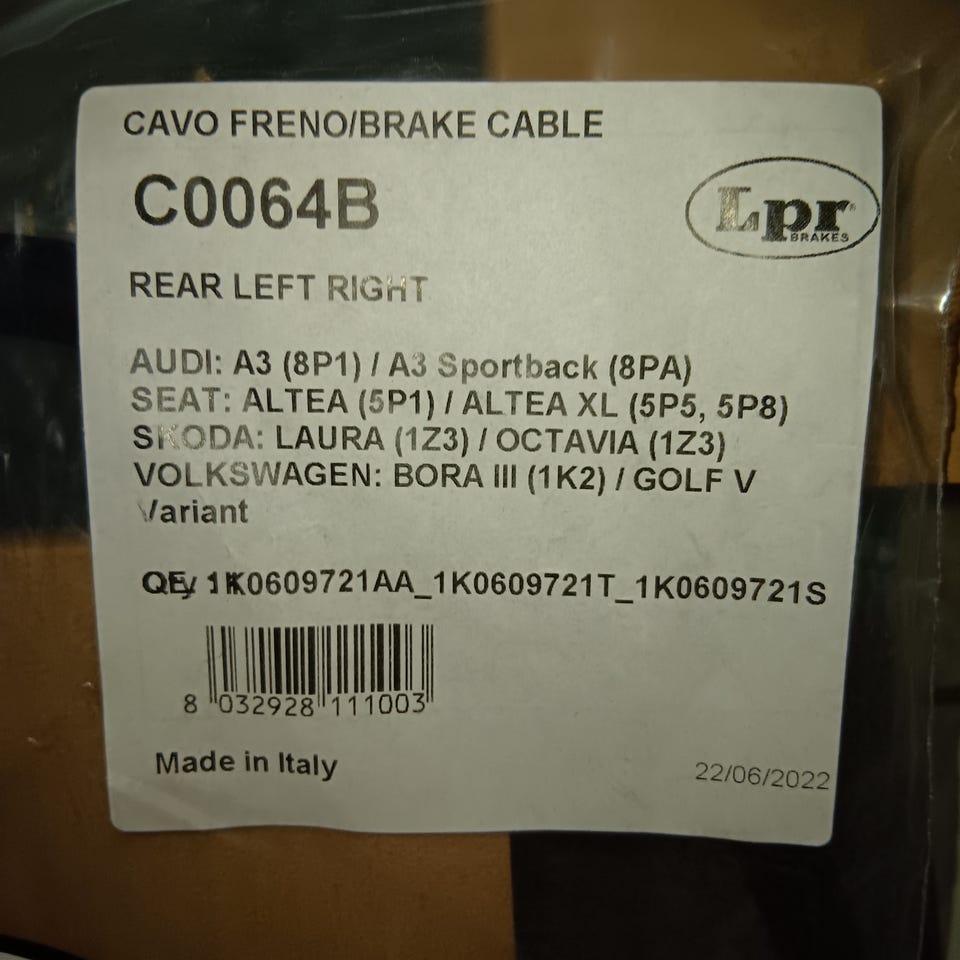 CAVO FRENO/BRAKE CABLE
C0064B
Lpr
BRAKES
REAR LEFT RIGHT
AUDI: A3 (8P1) / A3 Sportback (8PA)
SEAT: ALTEA (5P1) / ALTEA XL (5P5, 5P8)
SKODA: LAURA (1Z3) / OCTAVIA (1Z3)
VOLKSWAGEN: BORA III (1K2) / GOLF V
Variant
1K0609721AA_1K0609721T_1K0609721S
8 032928 111003
Made in Italy
22/06/2022